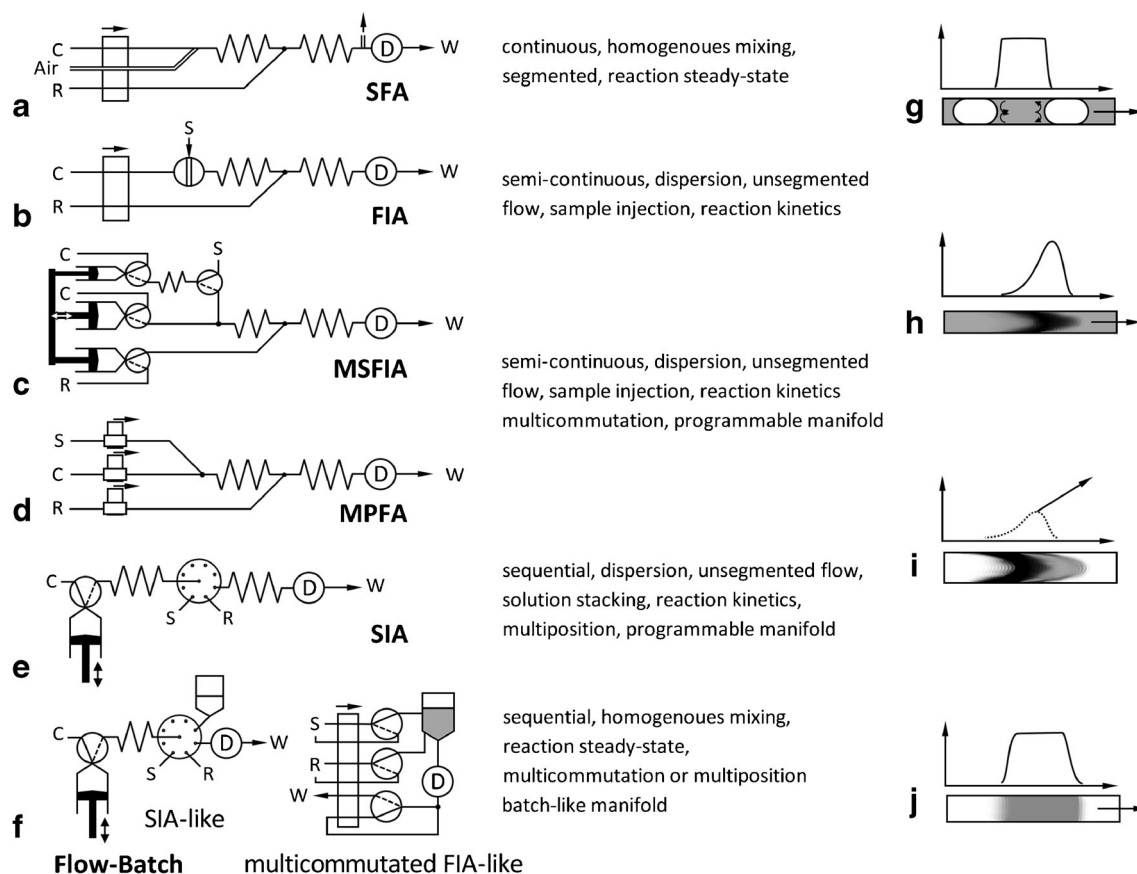 C
Air
R
D
W
SFA
a
continuous, homogenoues mixing,
segmented, reaction steady-state
g
S
C
R
D
W
FIA
b
semi-continuous, dispersion, unsegmented
flow, sample injection, reaction kinetics
C
S
C
D
W
R
MSFIA
c
semi-continuous, dispersion, unsegmented
flow, sample injection, reaction kinetics
multicommutation, programmable manifold
h
S
C
R
D
W
MPFA
d
i
C
S
R
D
W
SIA
e
sequential, dispersion, unsegmented flow,
solution stacking, reaction kinetics,
multiposition, programmable manifold
C
S
R
D
W
SIA-like
S
R
W
D
f
Flow-Batch
multicommutated FIA-like
sequential, homogenoues mixing,
reaction steady-state,
multicommutation or multiposition
batch-like manifold
j